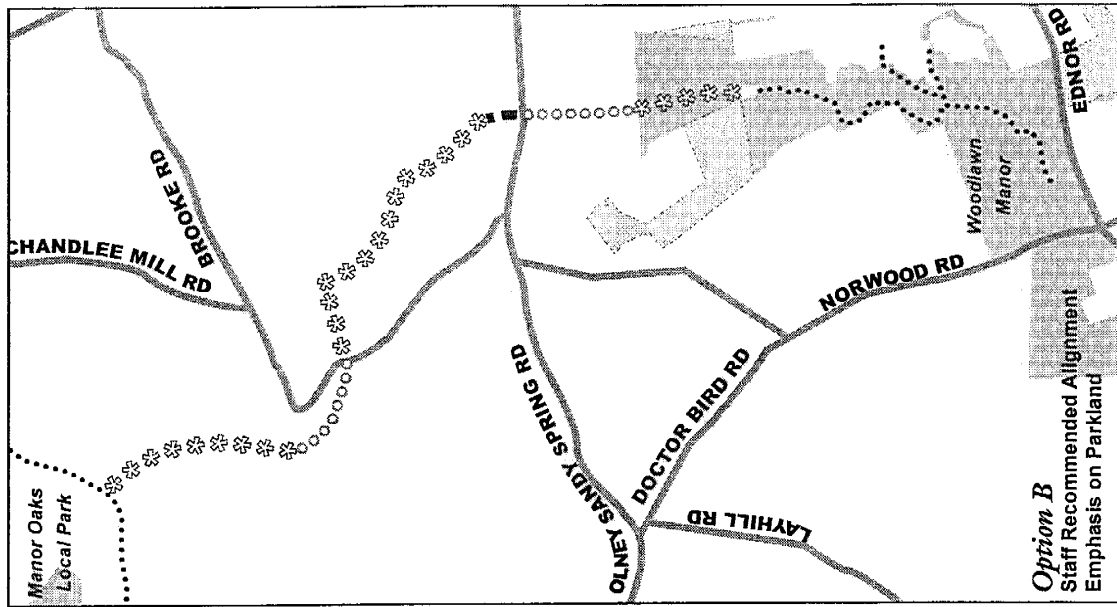 BROOKE RD
CHANDLEE MILL RD
Manor Oaks
Local Park
EDNOR RD
Woodlawn
Manor
NORWOOD RD
OLNEY SANDY SPRING RD
DOCTOR BIRD RD
LAYHILL RD
Option B
Staff Recommended Alignment
Emphasis on Parkland